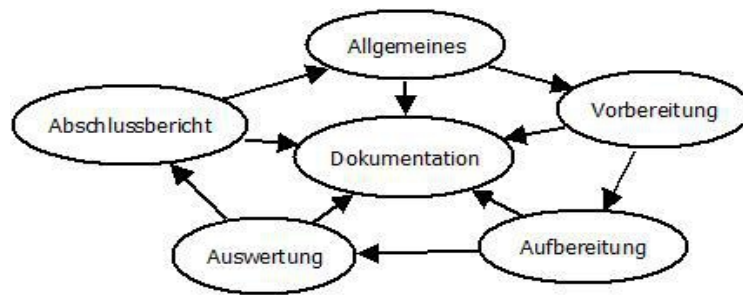 Allgemeines
Abschlussbericht
Vorbereitung
Dokumentation
Auswertung
Aufbereitung